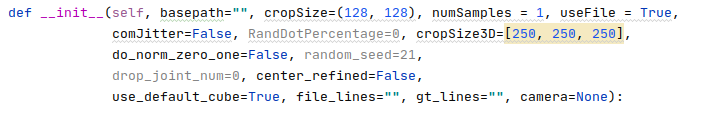 def __init__(self, basepath="", cropSize=(128, 128), numSamples = 1, useFile = True,
comJitter=False, RandDotPercentage=0, cropSize3D=[250, 250, 250],
do_norm_zero_one=False, random_seed=21,
drop_joint_num=0, center_refined=False,
use_default_cube=True, file_lines="", gt_lines="", camera=None):